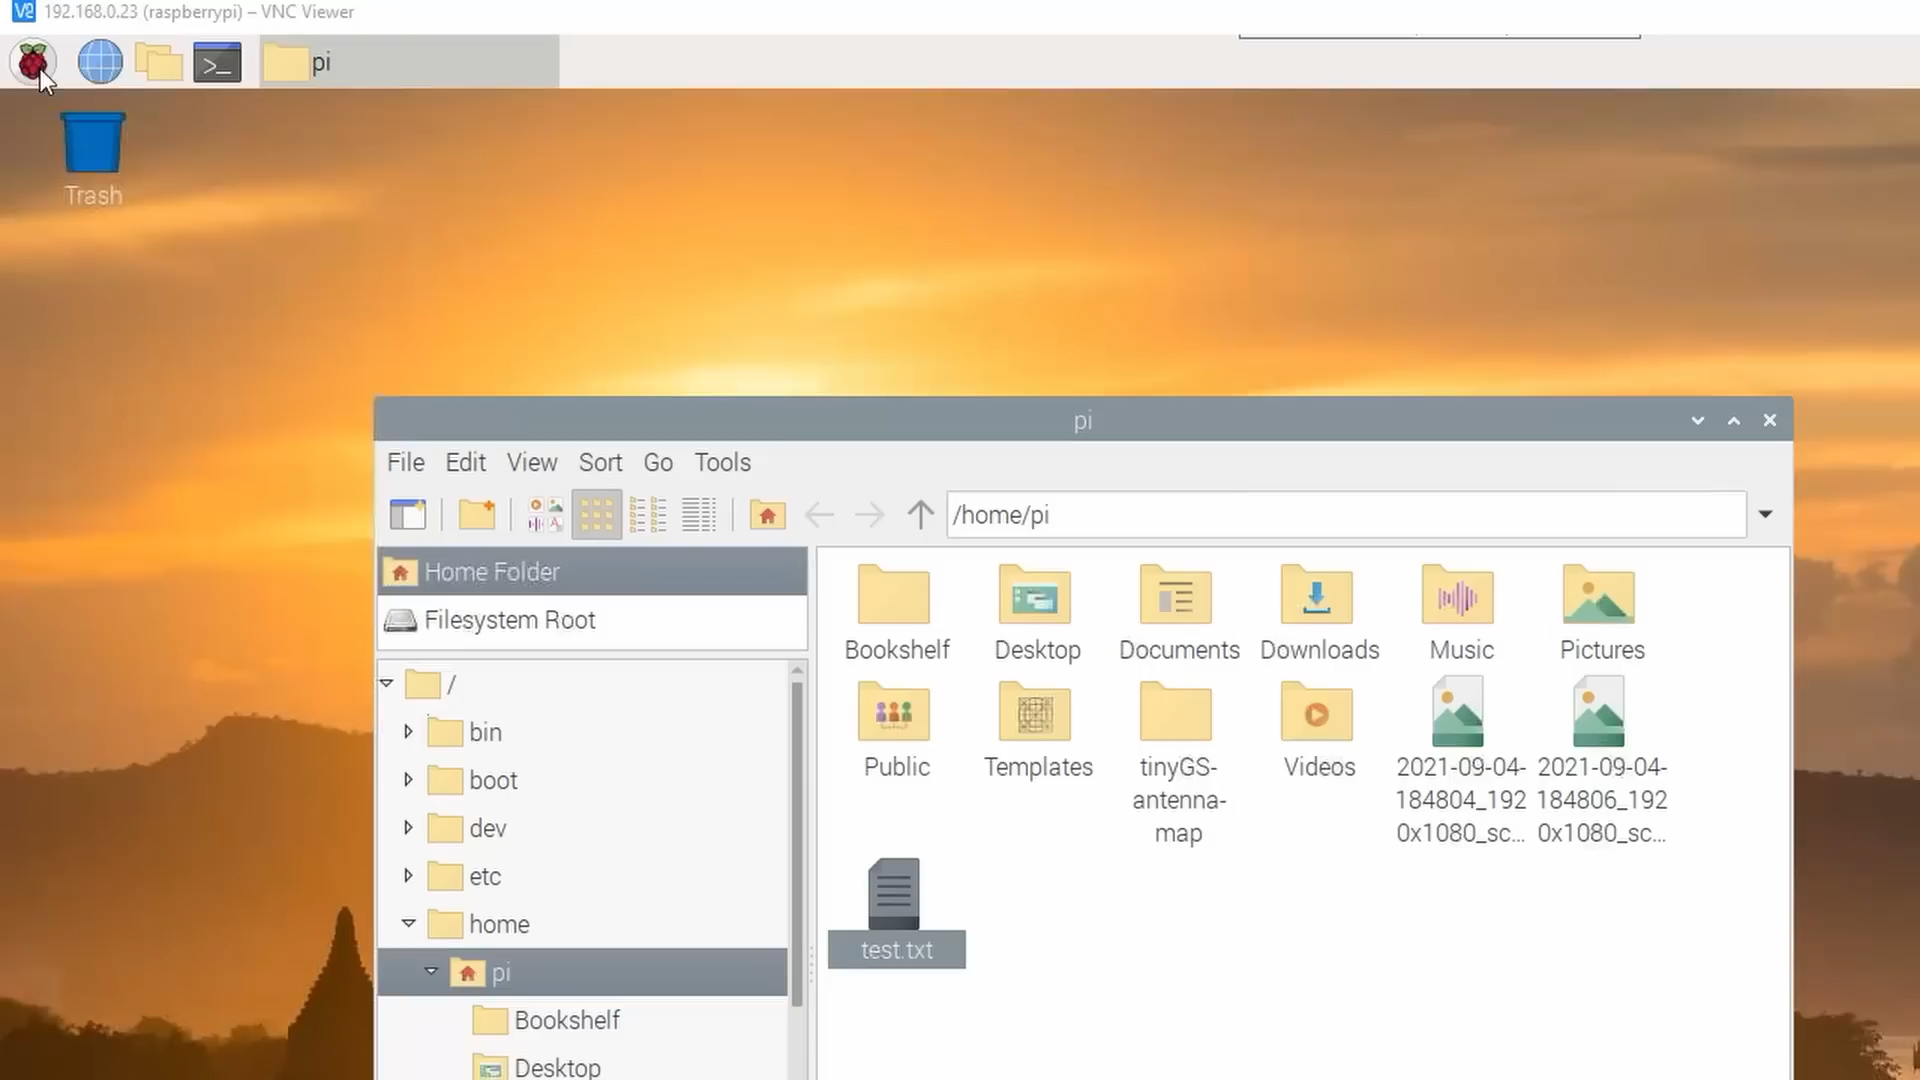 192.168.0.23 (raspberrypi) – VNC Viewer
pi
Trash
pi
File Edit View Sort Go Tools
/home/pi
Home Folder
Filesystem Root
/
bin
boot
dev
etc
home
pi
Bookshelf
Desktop
Bookshelf
Desktop
Documents
Downloads
Music
Pictures
Public
Templates
tinyGS-
antenna-
map
Videos
2021-09-04-
184804_192
0x1080_sc...
2021-09-04-
184806_192
0x1080_sc...
test.txt